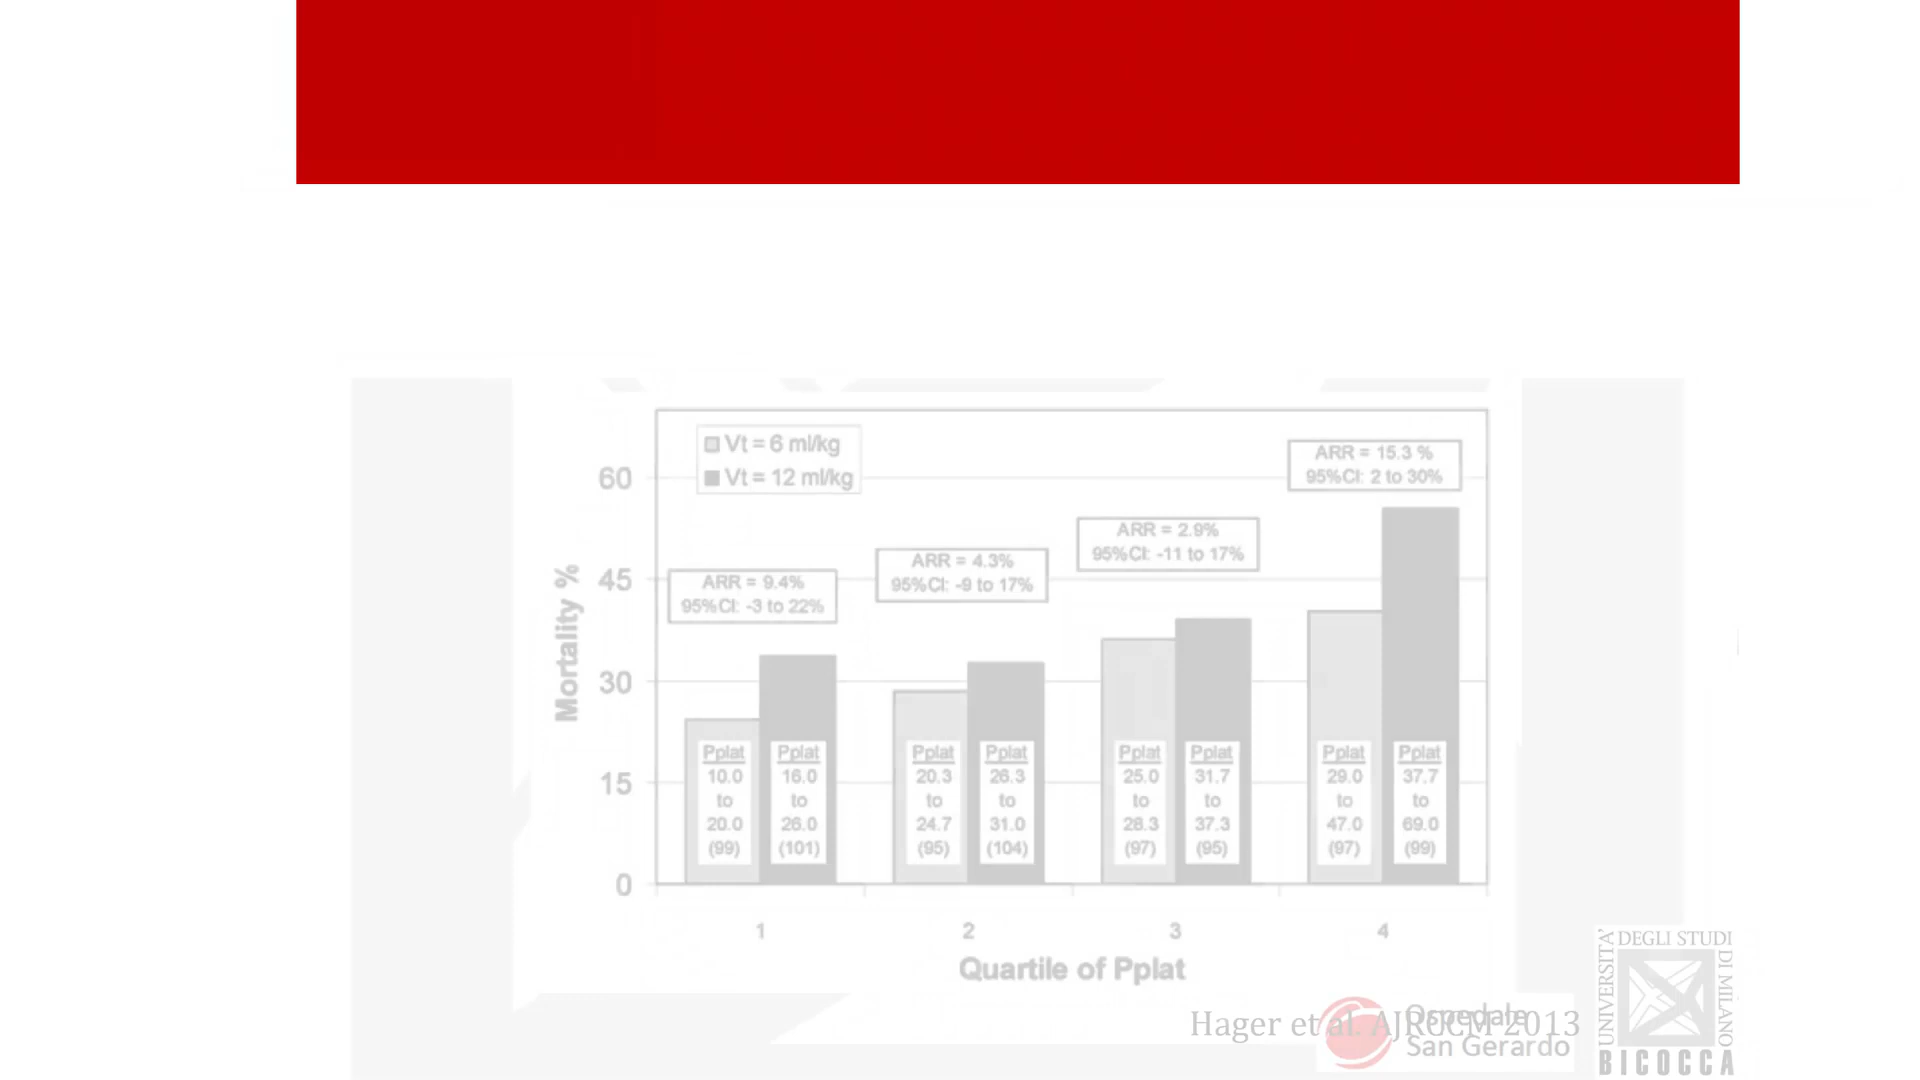 Vt = 6 ml/kg
Vt = 12 ml/kg
ARR = 15.3 %
95%CI: 2 to 30%
ARR = 2.9%
95%CI: -11 to 17%
ARR = 4.3%
95%CI: -9 to 17%
ARR = 9.4%
95%CI: -3 to 22%
Mortality %
60
45
30
15
0
Pplat
10.0
to
20.0
(99)
Pplat
16.0
to
26.0
(101)
Pplat
20.3
to
24.7
(95)
Pplat
26.3
to
31.0
(104)
Pplat
25.0
to
28.3
(97)
Pplat
31.7
to
37.3
(95)
Pplat
29.0
to
47.0
(97)
Pplat
37.7
to
69.0
(99)
1 2 3 4
Quartile of Pplat
Hager et al. AJRCCM 2013
Ospedale
San Gerardo
UNIVERSITA'
DEGLI STUDI
DI MILANO
BICOCCA